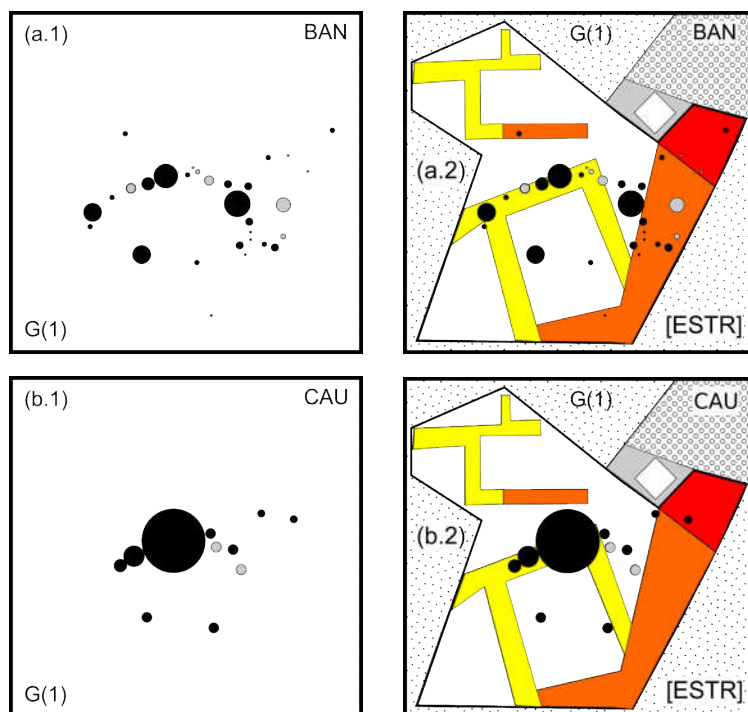 (a.1) BAN
G(1)
G(1) BAN
(a.2)
[ESTR]
(b.1) CAU
G(1)
G(1) CAU
(b.2)
[ESTR]